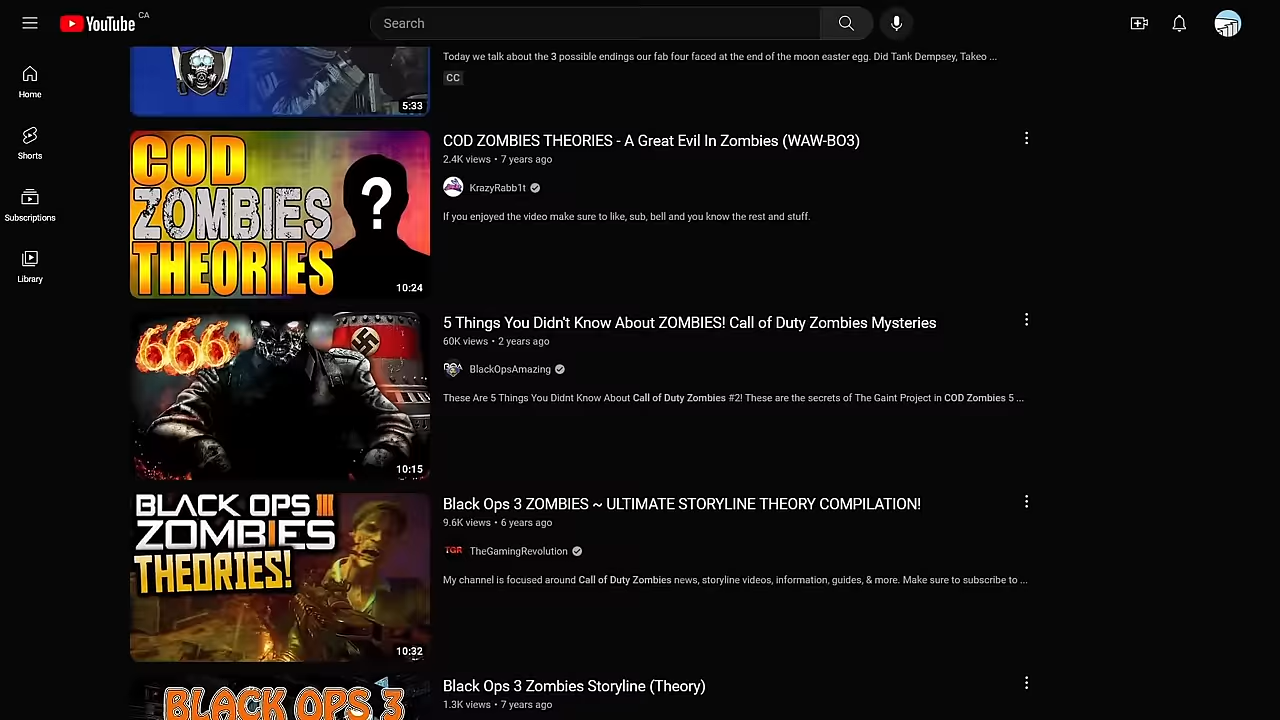 YouTube CA
Search
Home
Shorts
Subscriptions
Library
Today we talk about the 3 possible endings our fab four faced at the end of the moon easter egg. Did Tank Dempsey, Takeo ...
CC
5:33
COD
ZOMBIES
THEORIES
?
10:24
COD ZOMBIES THEORIES - A Great Evil In Zombies (WAW-BO3)
2.4K views • 7 years ago
KrazyRabb1t
If you enjoyed the video make sure to like, sub, bell and you know the rest and stuff.
666
10:15
5 Things You Didn't Know About ZOMBIES! Call of Duty Zombies Mysteries
60K views • 2 years ago
BlackOpsAmazing
These Are 5 Things You Didnt Know About Call of Duty Zombies #2! These are the secrets of The Gaint Project in COD Zombies 5 ...
BLACK OPS III
ZOMBIES
THEORIES!
10:32
Black Ops 3 ZOMBIES ~ ULTIMATE STORYLINE THEORY COMPILATION!
9.6K views • 6 years ago
TGR TheGamingRevolution
My channel is focused around Call of Duty Zombies news, storyline videos, information, guides, & more. Make sure to subscribe to ...
BLACK OPS 3
Black Ops 3 Zombies Storyline (Theory)
1.3K views • 7 years ago